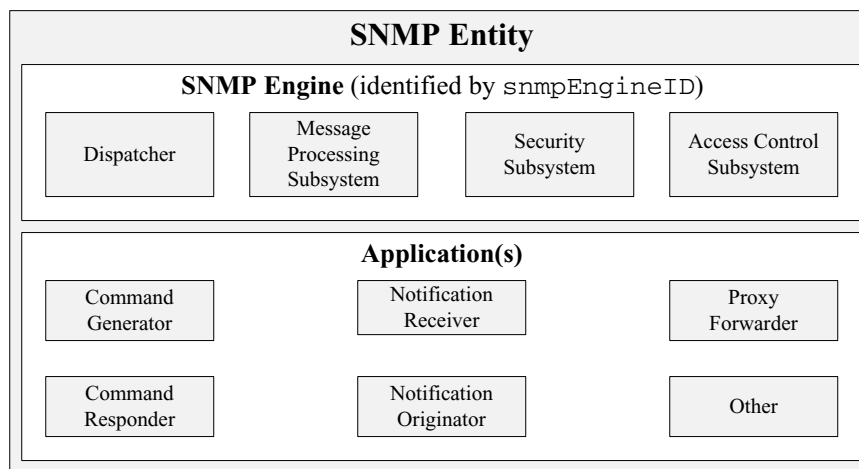 SNMP Entity
SNMP Engine (identified by snmpEngineID)
Dispatcher
Message
Processing
Subsystem
Security
Subsystem
Access Control
Subsystem
Application(s)
Command
Generator
Notification
Receiver
Proxy
Forwarder
Command
Responder
Notification
Originator
Other